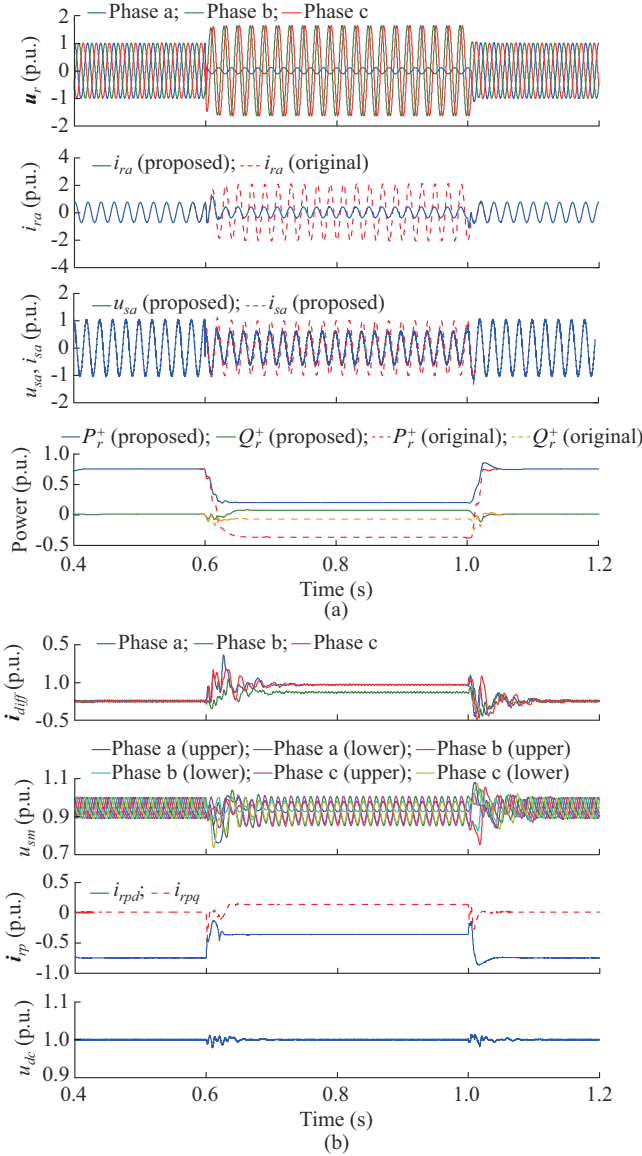 Phase a; Phase b; Phase c
2
1
0
-1
-2
u_r (p.u.)
i_ra (proposed); i_ra (original)
4
2
0
-2
-4
i_ra (p.u.)
u_sa (proposed); i_sa (proposed)
2
1
0
1
2
u_sa, i_sa (p.u.)
P_r^+ (proposed); Q_r^+ (proposed); P_r^+ (original); Q_r^+ (original)
1.0
0.5
0
-0.5
Power (p.u.)
0.4 0.6 0.8 1.0 1.2
Time (s)
(a)
Phase a; Phase b; Phase c
0.5
1.0
-0.5
i_diff (p.u.)
Phase a (upper); Phase a (lower); Phase b (upper)
Phase b (lower); Phase c (upper); Phase c (lower)
1.1
1.0
0.9
0.7
u_sm (p.u.)
i_rpd; i_rpq
0.5
0
-0.5
-1.0
i_rp (p.u.)
1.1
1.0
0.9
u_dc (p.u.)
0.4 0.6 0.8 1.0 1.2
Time (s)
(b)